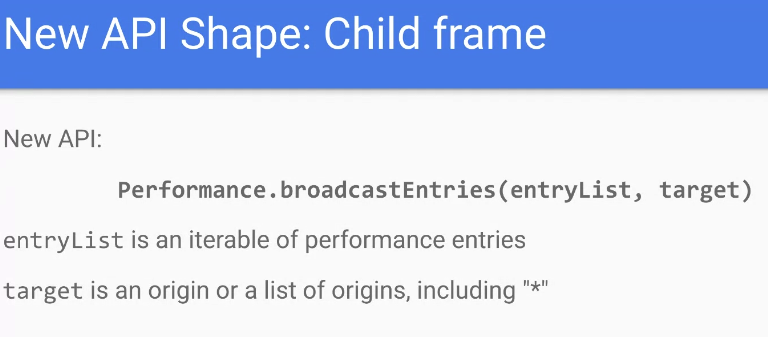 New API Shape: Child frame
New API:
Performance.broadcastEntries(entryList, target)
entryList is an iterable of performance entries
target is an origin or a list of origins, including "*"